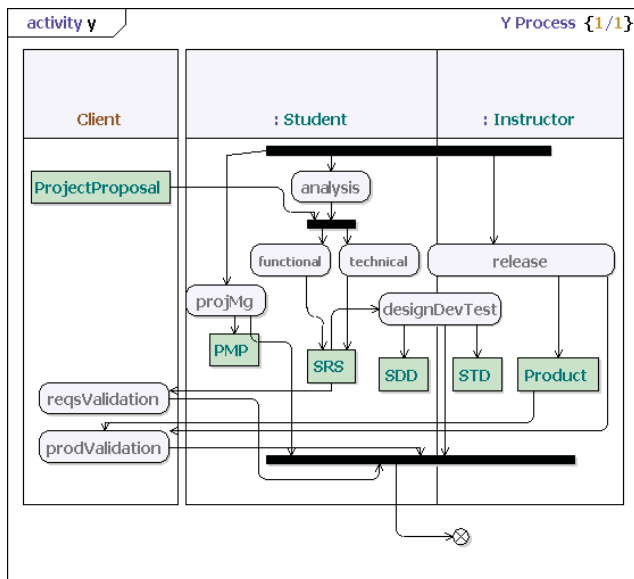 activity y
Y Process {1/1}
Client
: Student
: Instructor
ProjectProposal
analysis
functional
technical
release
projMg
designDevTest
PMP
SRS
SDD
STD
Product
reqsValidation
prodValidation